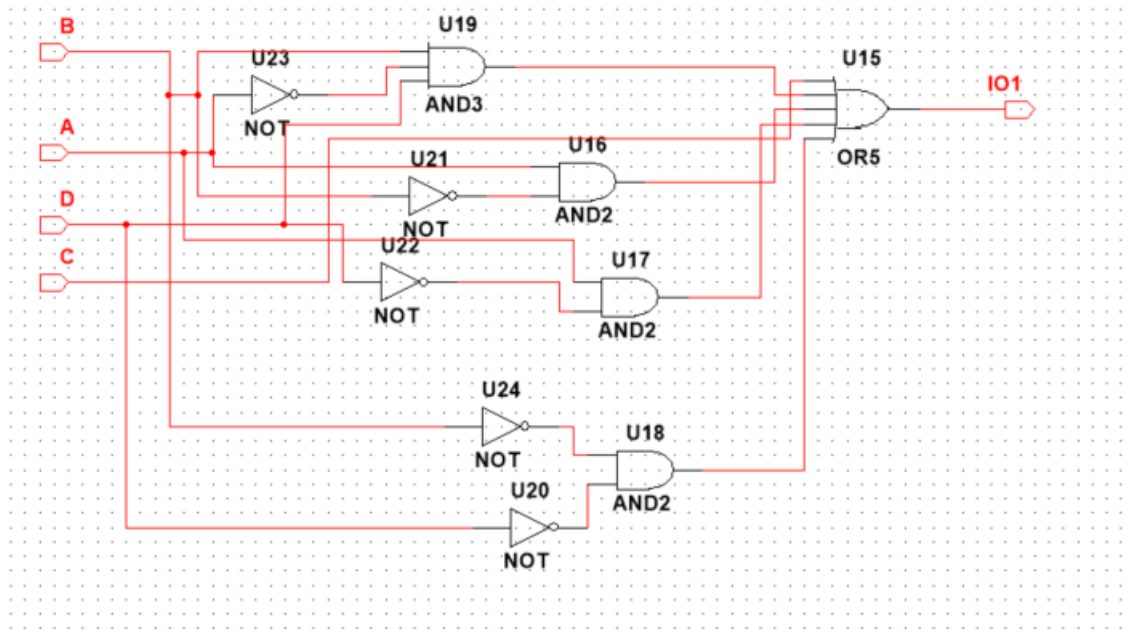 B
U19
U23
U15
IO1
AND3
A
NOT
U16
OR5
U21
D
AND2
NOT
U22
C
U17
NOT
AND2
U24
U18
NOT
U20
AND2
NOT